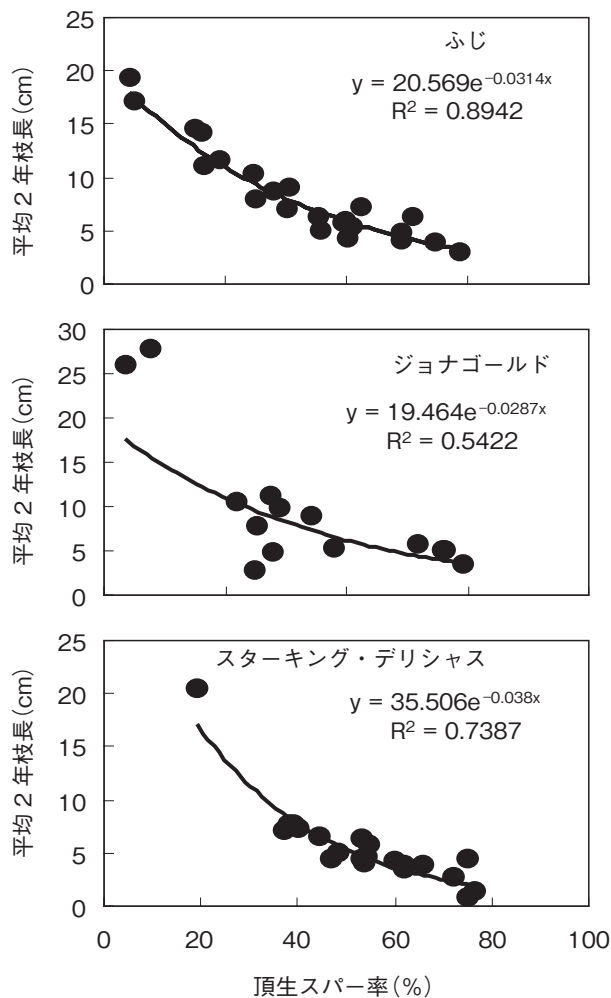 ふじ
y = 20.569e^-0.0314x
R² = 0.8942
平均2年枝長(cm)
25
20
15
10
5
0
ジョナゴールド
y = 19.464e^-0.0287x
R² = 0.5422
平均2年枝長(cm)
30
25
20
15
10
5
0
スターキング・デリシャス
y = 35.506e^-0.038x
R² = 0.7387
平均2年枝長(cm)
25
20
15
10
5
0
0 20 40 60 80 100
頂生スパー率(%)